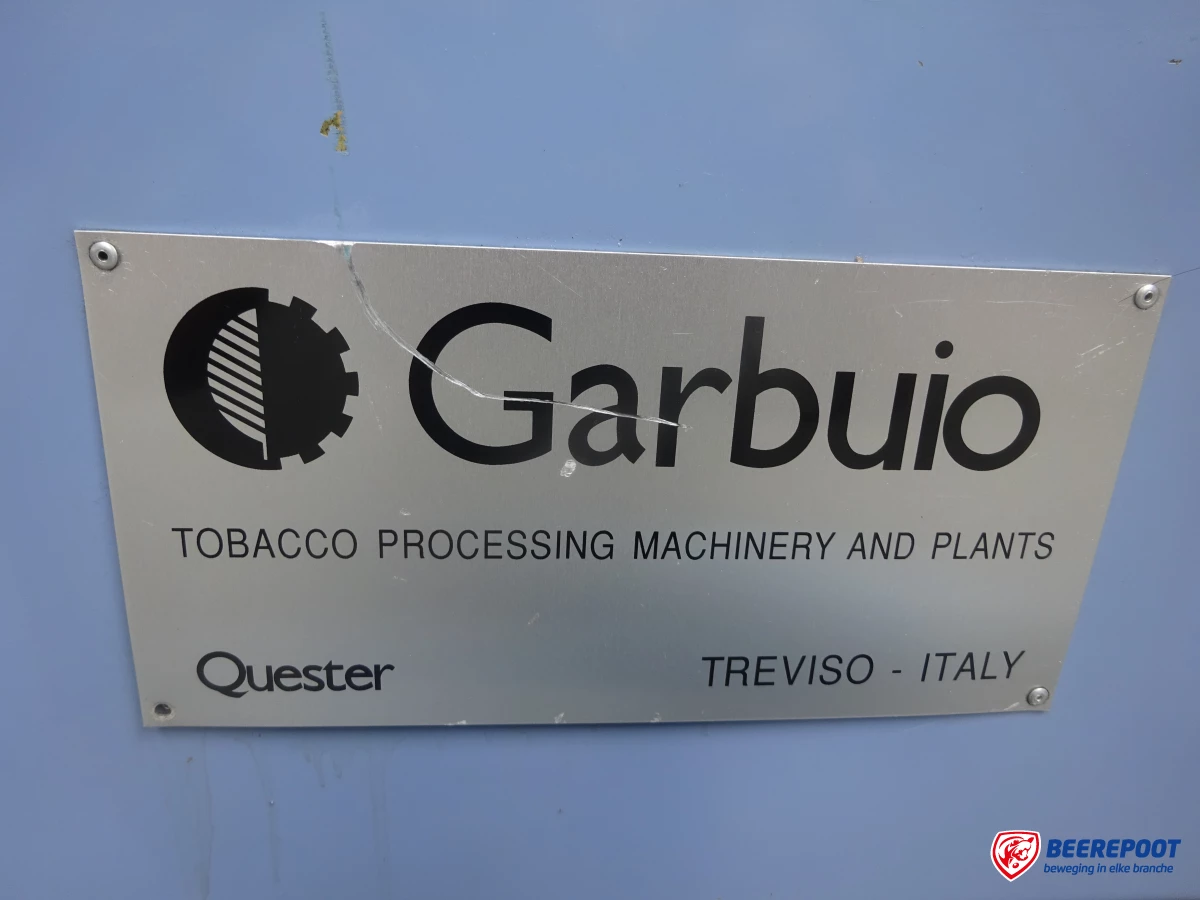 Garbuio
TOBACCO PROCESSING MACHINERY AND PLANTS
Quester
TREVISO - ITALY
BEEREPOOT
beweging in elke branche